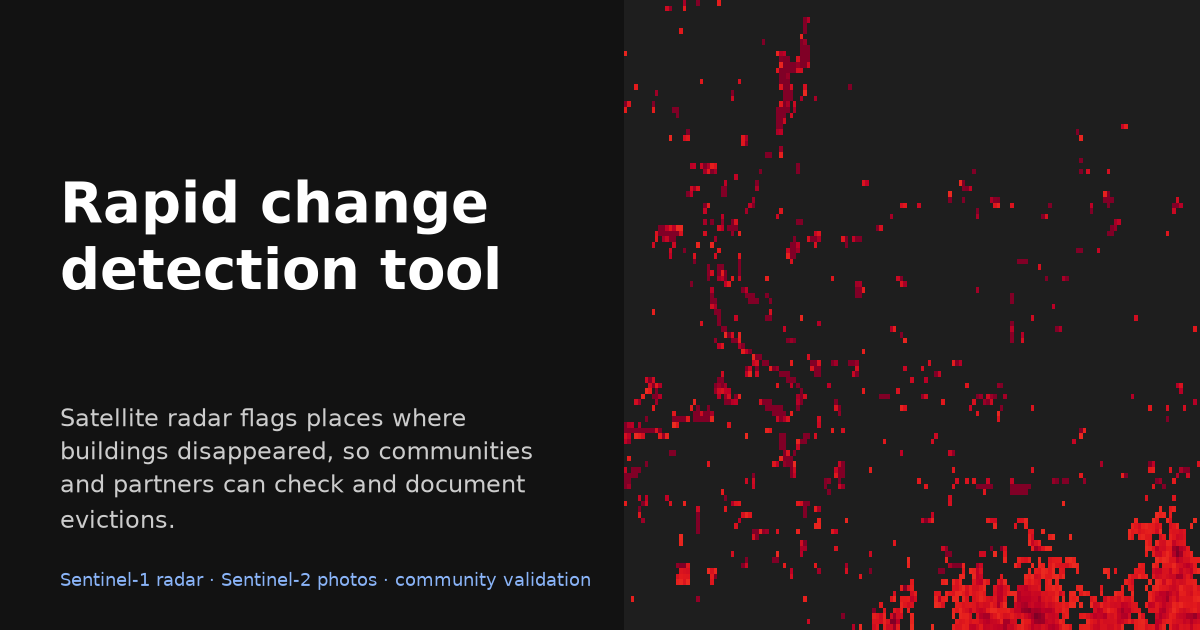 Rapid change
detection tool
Satellite radar flags places where
buildings disappeared, so communities
and partners can check and document
evictions.
Sentinel-1 radar · Sentinel-2 photos · community validation